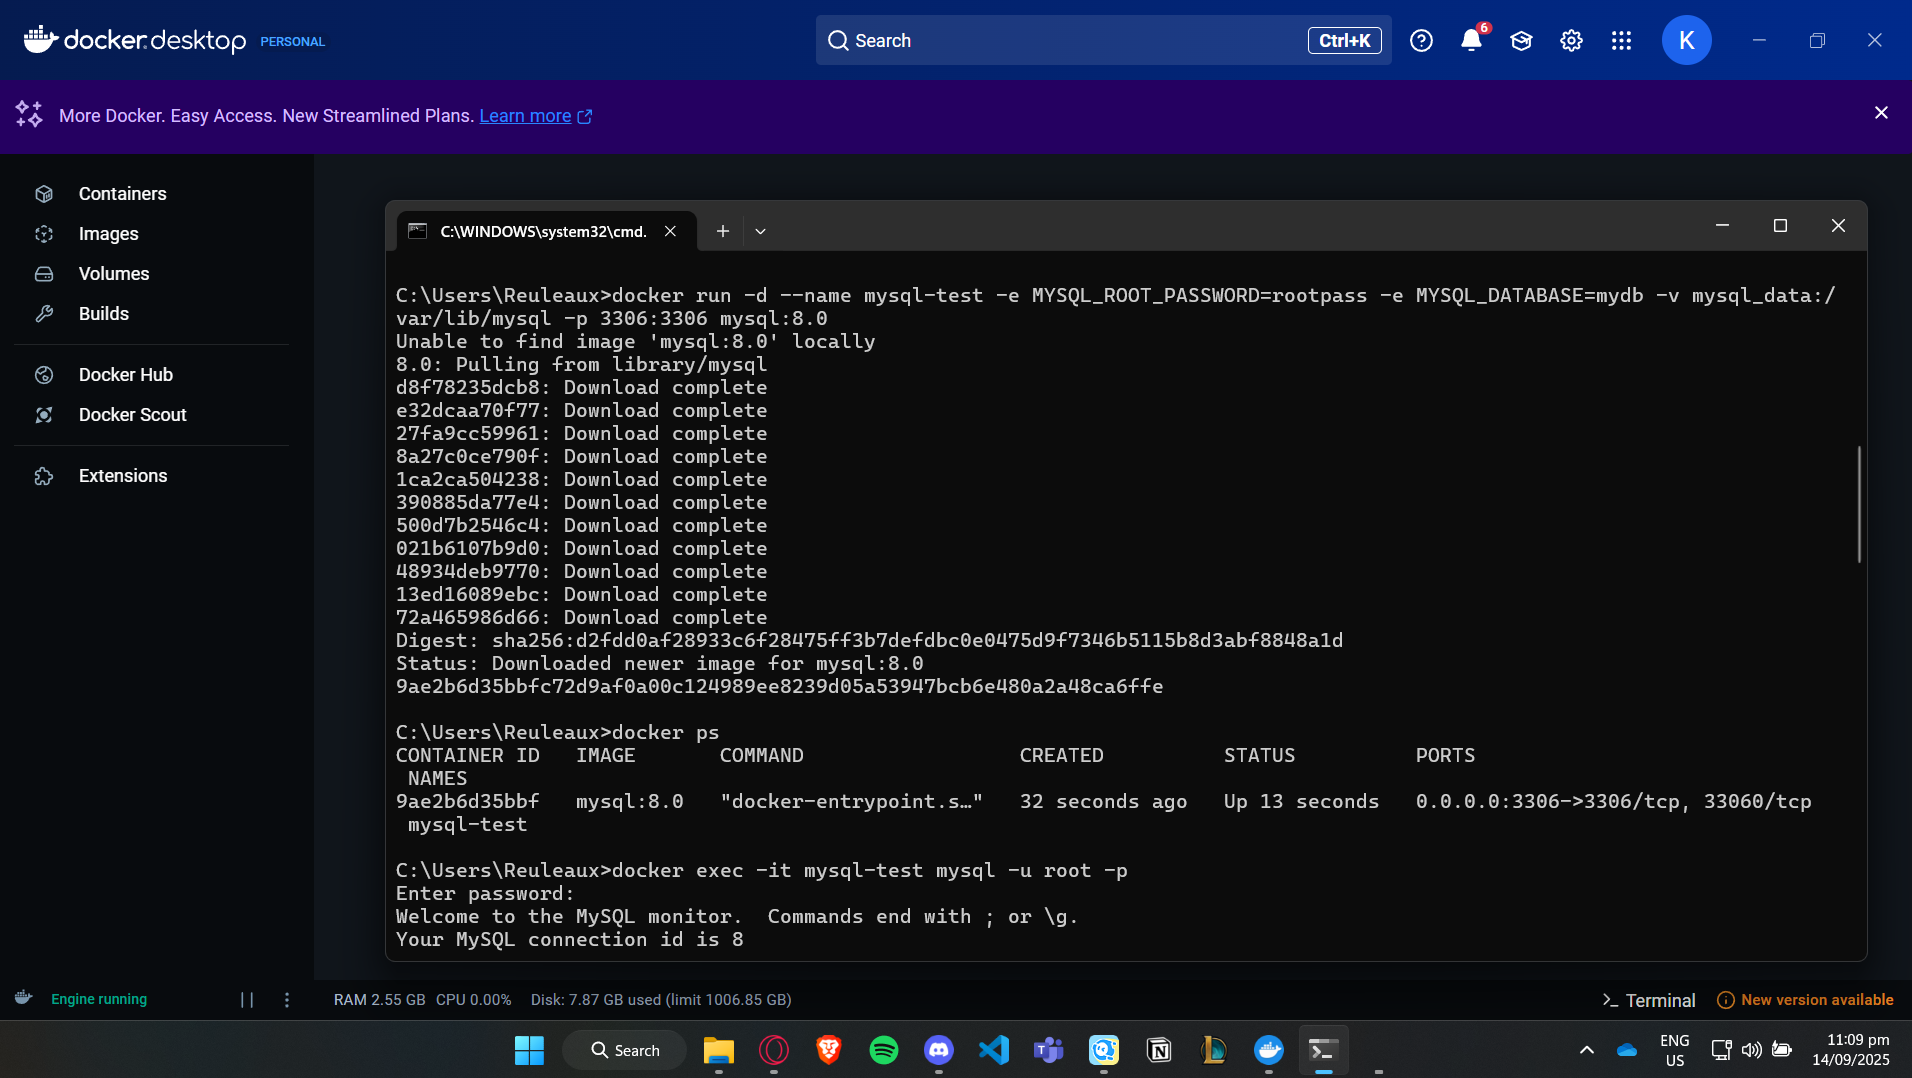 docker.desktop PERSONAL
Search Ctrl+K
6
K
More Docker. Easy Access. New Streamlined Plans. Learn more
Containers
Images
Volumes
Builds
Docker Hub
Docker Scout
Extensions
C:\WINDOWS\system32\cmd.
C:\Users\Reuleaux>docker run -d --name mysql-test -e MYSQL_ROOT_PASSWORD=rootpass -e MYSQL_DATABASE=mydb -v mysql_data:/
var/lib/mysql -p 3306:3306 mysql:8.0
Unable to find image 'mysql:8.0' locally
8.0: Pulling from library/mysql
d8f78235dcb8: Download complete
e32dcaa70f77: Download complete
27fa9cc59961: Download complete
8a27c0ce790f: Download complete
1ca2ca504238: Download complete
390885da77e4: Download complete
500d7b2546c4: Download complete
021b6107b9d0: Download complete
48934deb9770: Download complete
13ed16089ebc: Download complete
72a465986d66: Download complete
Digest: sha256:d2fdd0af28933c6f28475ff3b7defdbc0e0475d9f7346b5115b8d3abf8848a1d
Status: Downloaded newer image for mysql:8.0
9ae2b6d35bbfc72d9af0a00c124989ee8239d05a53947bcb6e480a2a48ca6ffe
C:\Users\Reuleaux>docker ps
CONTAINER ID   IMAGE       COMMAND                  CREATED          STATUS          PORTS
 NAMES
9ae2b6d35bbf   mysql:8.0   "docker-entrypoint.s…"   32 seconds ago   Up 13 seconds   0.0.0.0:3306->3306/tcp, 33060/tcp
 mysql-test
C:\Users\Reuleaux>docker exec -it mysql-test mysql -u root -p
Enter password:
Welcome to the MySQL monitor.  Commands end with ; or \g.
Your MySQL connection id is 8
Engine running
RAM 2.55 GB CPU 0.00% Disk: 7.87 GB used (limit 1006.85 GB)
Terminal
New version available
Search
ENG
US
11:09 pm
14/09/2025